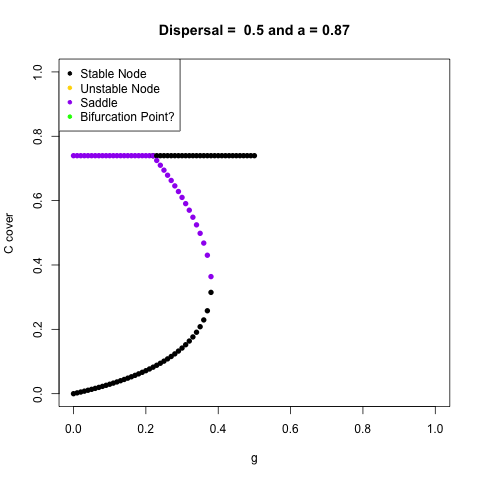 Dispersal = 0.5 and a = 0.87
Stable Node
Unstable Node
Saddle
Bifurcation Point?
1.0
0.8
0.6
0.4
0.2
0.0
C cover
0.0 0.2 0.4 0.6 0.8 1.0
g